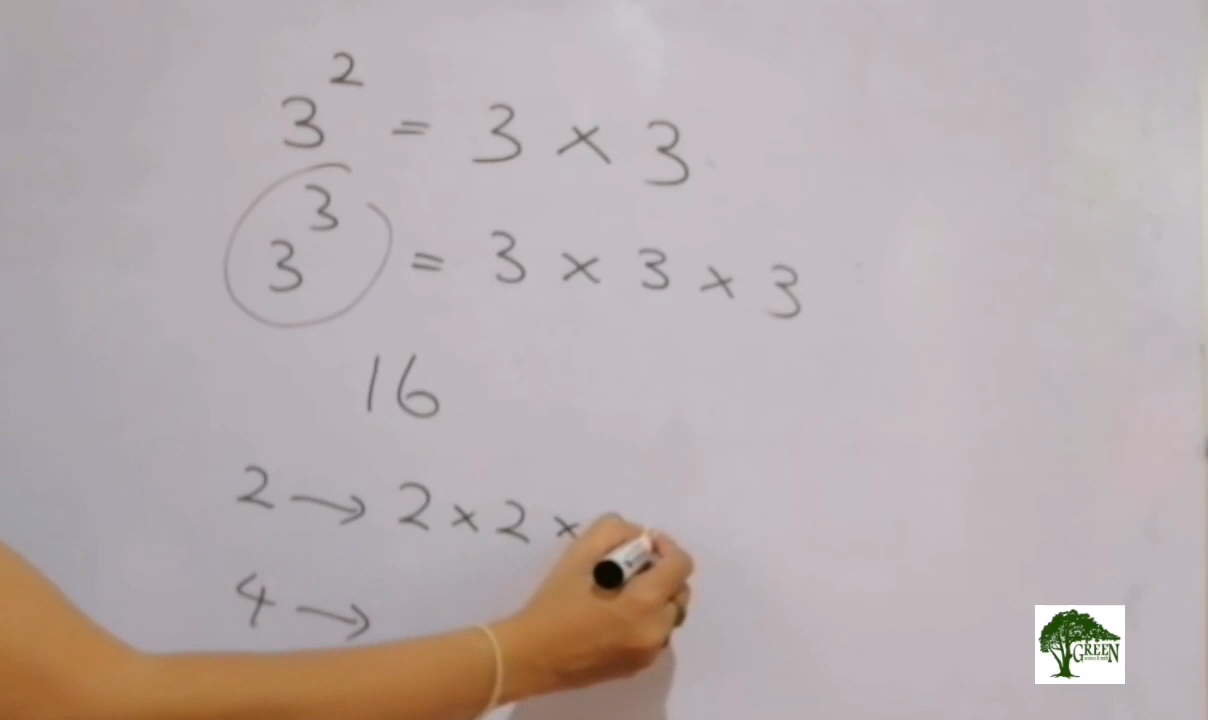 3² = 3 × 3
3³ = 3 × 3 × 3
16
2 → 2 × 2 ×
4 →
GREEN